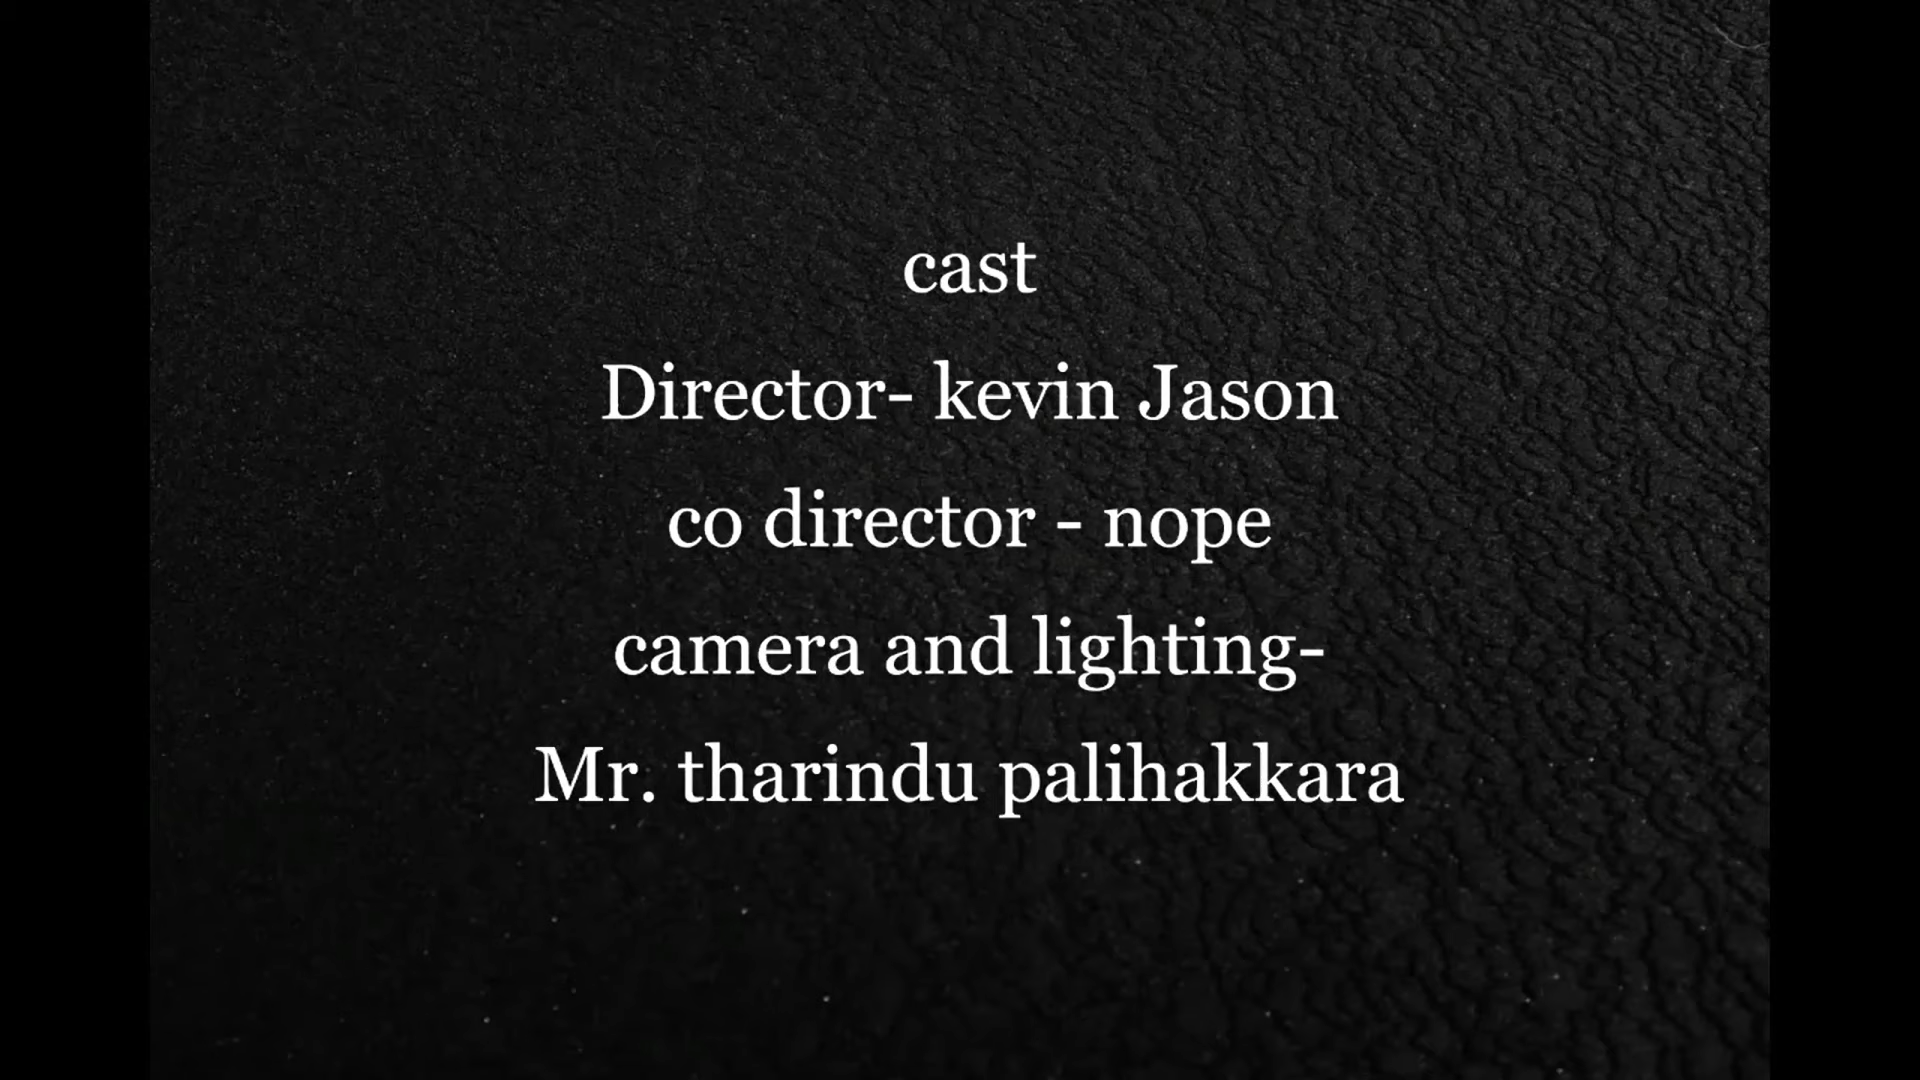 cast
Director- kevin Jason
co director - nope
camera and lighting-
Mr. tharindu palihakkara